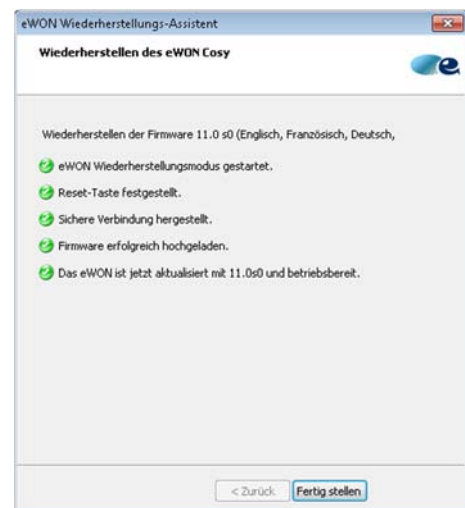 eWON Wiederherstellungs-Assistent
Wiederherstellen des eWON Cosy
Wiederherstellen der Firmware 11.0 s0 (Englisch, Französisch, Deutsch,
eWON Wiederherstellungsmodus gestartet.
Reset-Taste festgestellt.
Sichere Verbindung hergestellt.
Firmware erfolgreich hochgeladen.
Das eWON ist jetzt aktualisiert mit 11.0s0 und betriebsbereit.
< Zurück
Fertig stellen